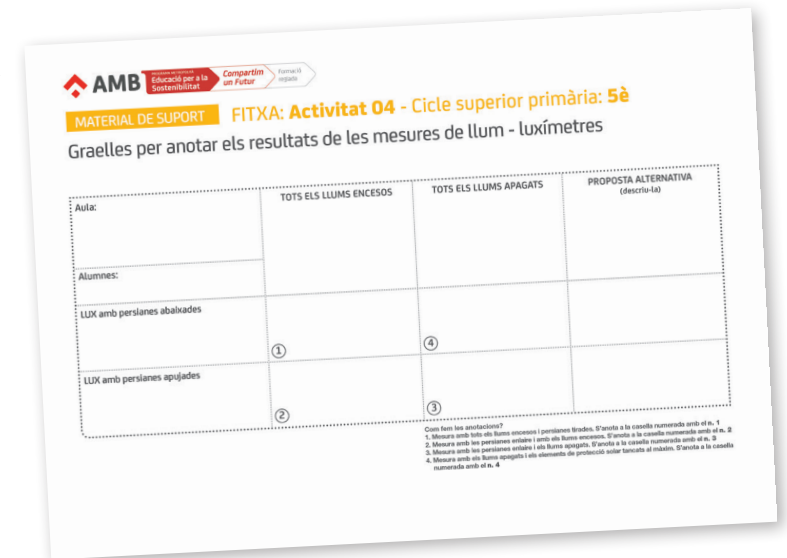 AMB
PROGRAMA METROPOLITÀ
Educació per a la
Sostenibilitat
Compartim
un Futur
Formació
reglada
MATERIAL DE SUPORT
FITXA: Activitat 04 - Cicle superior primària: 5è
Graelles per anotar els resultats de les mesures de llum - luxímetres
Aula:
TOTS ELS LLUMS ENCESOS
TOTS ELS LLUMS APAGATS
PROPOSTA ALTERNATIVA
(descriu-la)
Alumnes:
LUX amb persianes abaixades
1
4
LUX amb persianes apujades
2
3
Com fem les anotacions?
1. Mesura amb tots els llums encesos i persianes tirades. S'anota a la casella numerada amb el n. 1
2. Mesura amb les persianes enlaire i amb els llums encesos. S'anota a la casella numerada amb el n. 2
3. Mesura amb les persianes enlaire i els llums apagats. S'anota a la casella numerada amb el n. 3
4. Mesura amb els llums apagats i els elements de protecció solar tancats al màxim. S'anota a la casella
numerada amb el n. 4